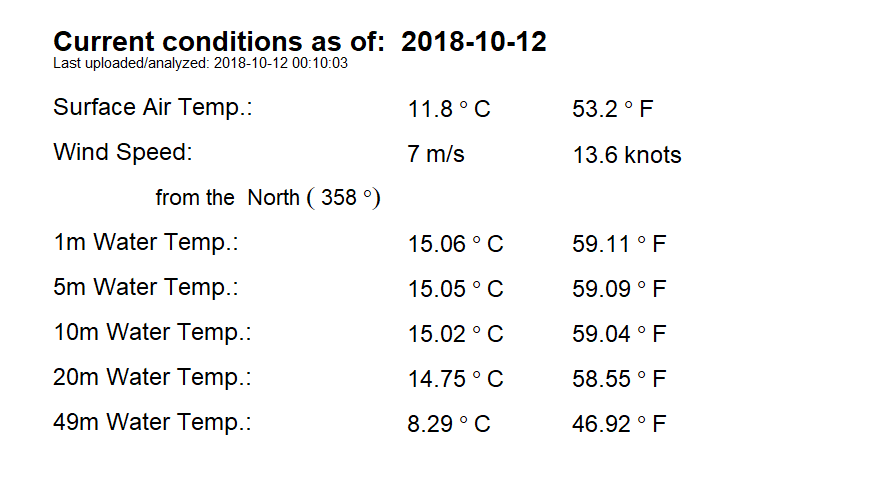 Current conditions as of:  2018-10-12
Last uploaded/analyzed: 2018-10-12 00:10:03
Surface Air Temp.: 11.8 ° C 53.2 ° F
Wind Speed: 7 m/s 13.6 knots
from the  North ( 358 °)
1m Water Temp.: 15.06 ° C 59.11 ° F
5m Water Temp.: 15.05 ° C 59.09 ° F
10m Water Temp.: 15.02 ° C 59.04 ° F
20m Water Temp.: 14.75 ° C 58.55 ° F
49m Water Temp.: 8.29 ° C 46.92 ° F